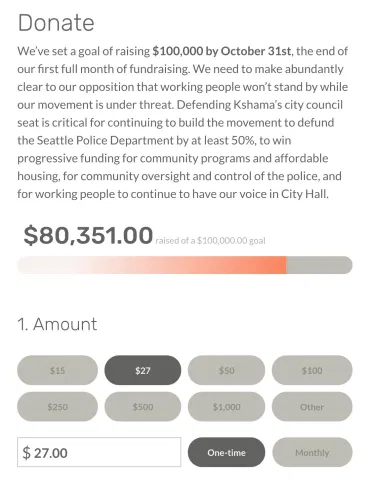 Donate
We've set a goal of raising $100,000 by October 31st, the end of
our first full month of fundraising. We need to make abundantly
clear to our opposition that working people won't stand by while
our movement is under threat. Defending Kshama's city council
seat is critical for continuing to build the movement to defund
the Seattle Police Department by at least 50%, to win
progressive funding for community programs and affordable
housing, for community oversight and control of the police, and
for working people to continue to have our voice in City Hall.
$80,351.00 raised of a $100,000.00 goal
1. Amount
$15 $27 $50 $100
$250 $500 $1,000 Other
$ 27.00 One-time Monthly